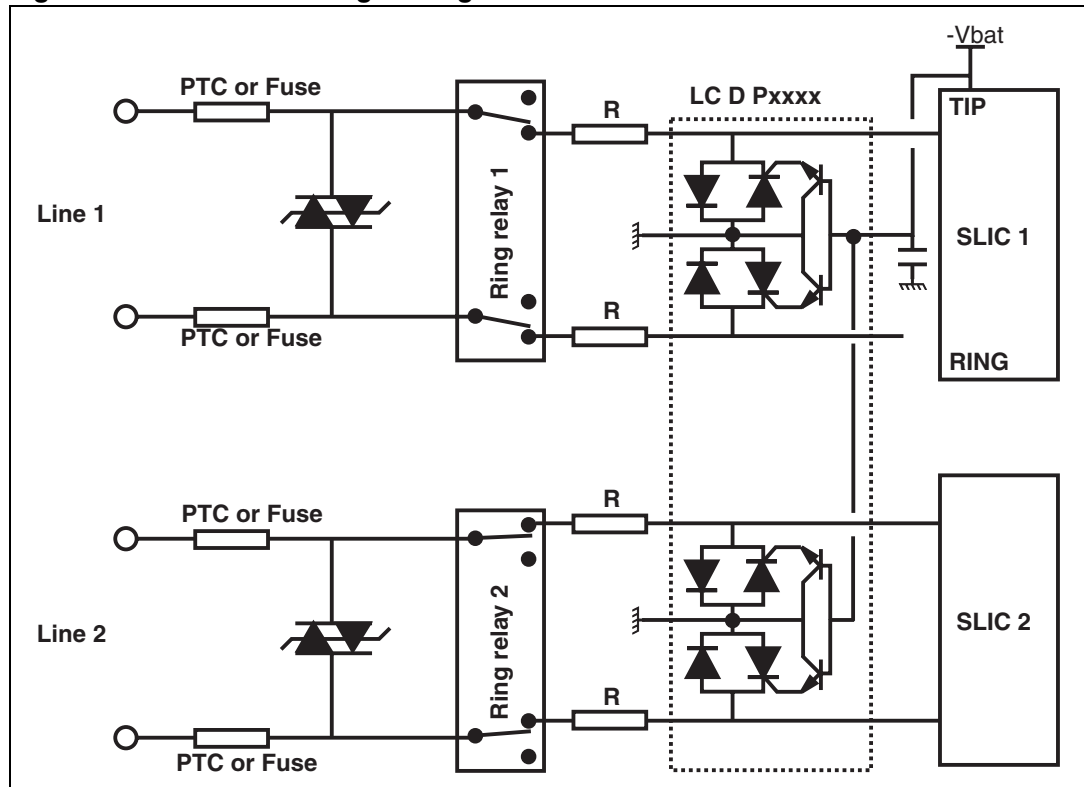 -Vbat
PTC or Fuse
R
LC D Pxxxx
TIP
Line 1
Ring relay 1
SLIC 1
PTC or Fuse
R
RING
PTC or Fuse
R
Line 2
Ring relay 2
SLIC 2
PTC or Fuse
R